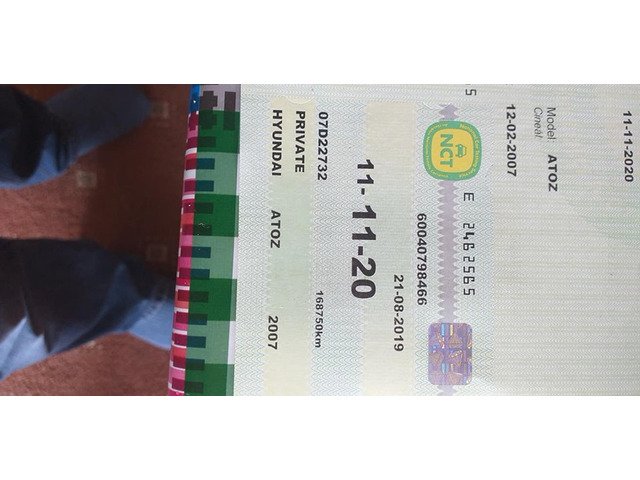 11-11-2020
Model ATOZ
Cineál
12-02-2007
E 2462565
NCT
60040798466
21-08-2019
11-11-20
07D22732 168750km
PRIVATE
HYUNDAI ATOZ 2007